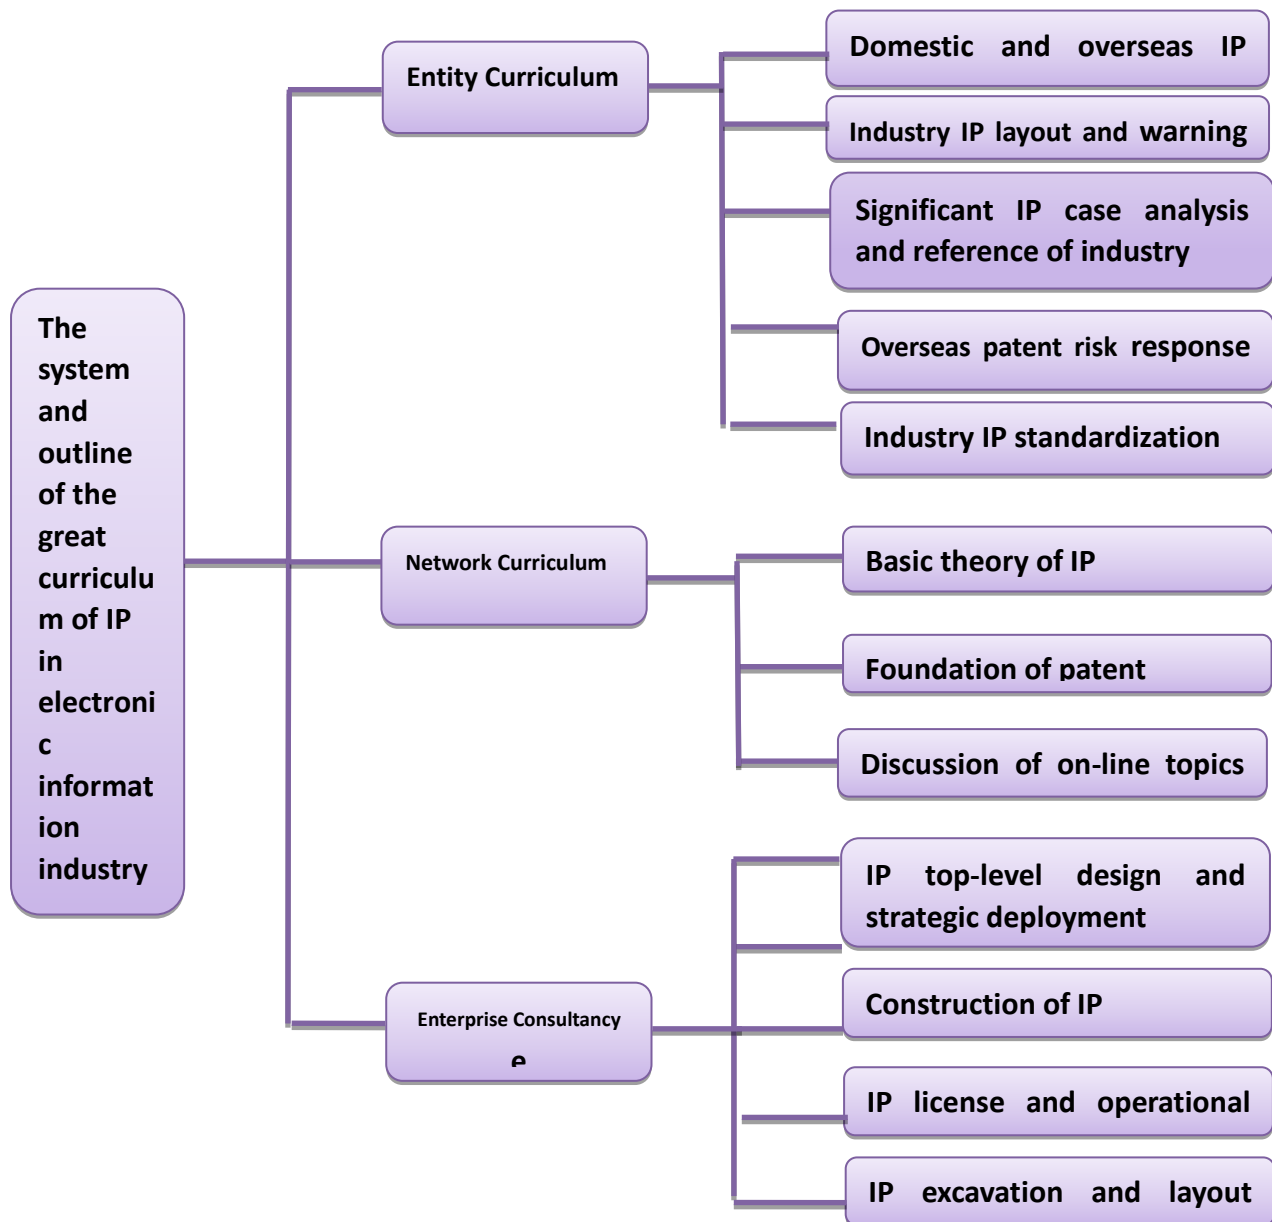 The
system
and
outline
of the
great
curriculu
m of IP
in
electroni
c
informat
ion
industry
Entity Curriculum
Domestic and overseas IP
Industry IP layout and warning
Significant IP case analysis
and reference of industry
Overseas patent risk response
Industry IP standardization
Network Curriculum
Basic theory of IP
Foundation of patent
Discussion of on-line topics
Enterprise Consultancy
e
IP top-level design and
strategic deployment
Construction of IP
IP license and operational
IP excavation and layout